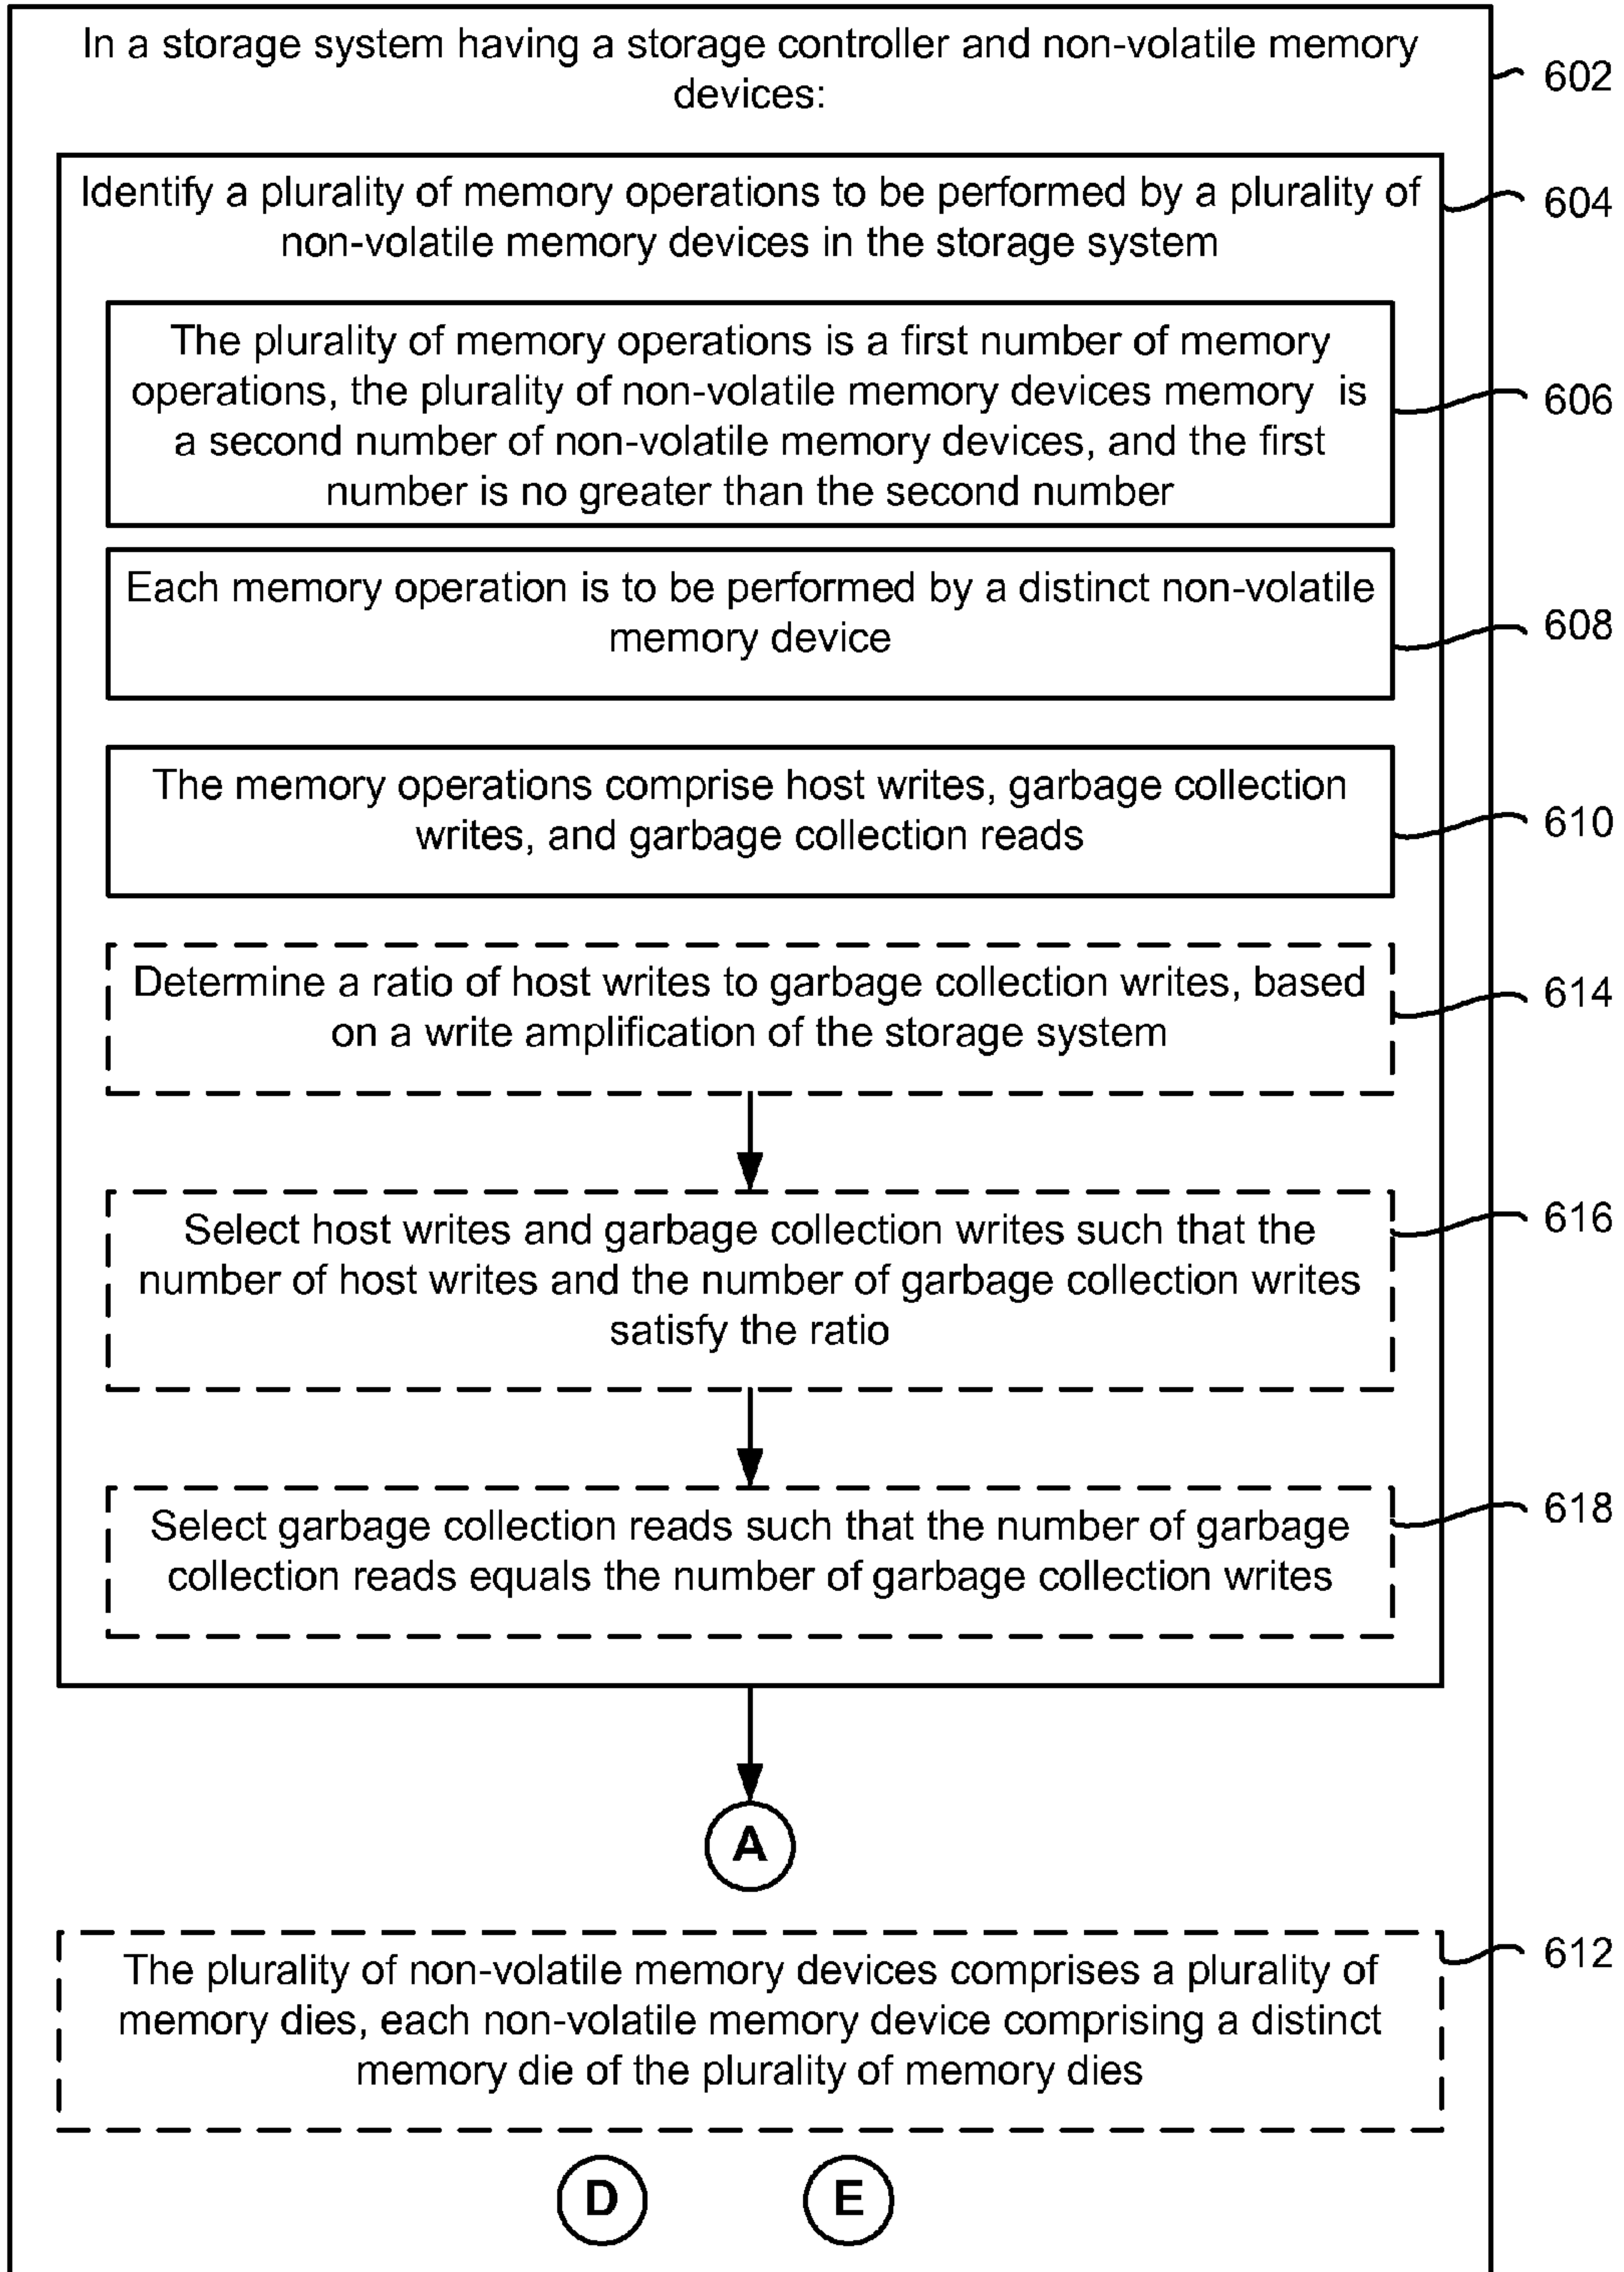 In a storage system having a storage controller and non-volatile memory
devices:
602
Identify a plurality of memory operations to be performed by a plurality of
non-volatile memory devices in the storage system
604
The plurality of memory operations is a first number of memory
operations, the plurality of non-volatile memory devices memory is
a second number of non-volatile memory devices, and the first
number is no greater than the second number
606
Each memory operation is to be performed by a distinct non-volatile
memory device
608
The memory operations comprise host writes, garbage collection
writes, and garbage collection reads
610
Determine a ratio of host writes to garbage collection writes, based
on a write amplification of the storage system
614
Select host writes and garbage collection writes such that the
number of host writes and the number of garbage collection writes
satisfy the ratio
616
Select garbage collection reads such that the number of garbage
collection reads equals the number of garbage collection writes
618
A
The plurality of non-volatile memory devices comprises a plurality of
memory dies, each non-volatile memory device comprising a distinct
memory die of the plurality of memory dies
612
D E